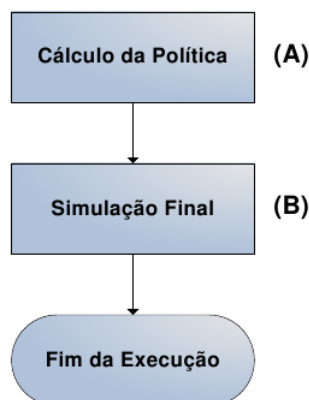 Cálculo da Política (A)
Simulação Final (B)
Fim da Execução